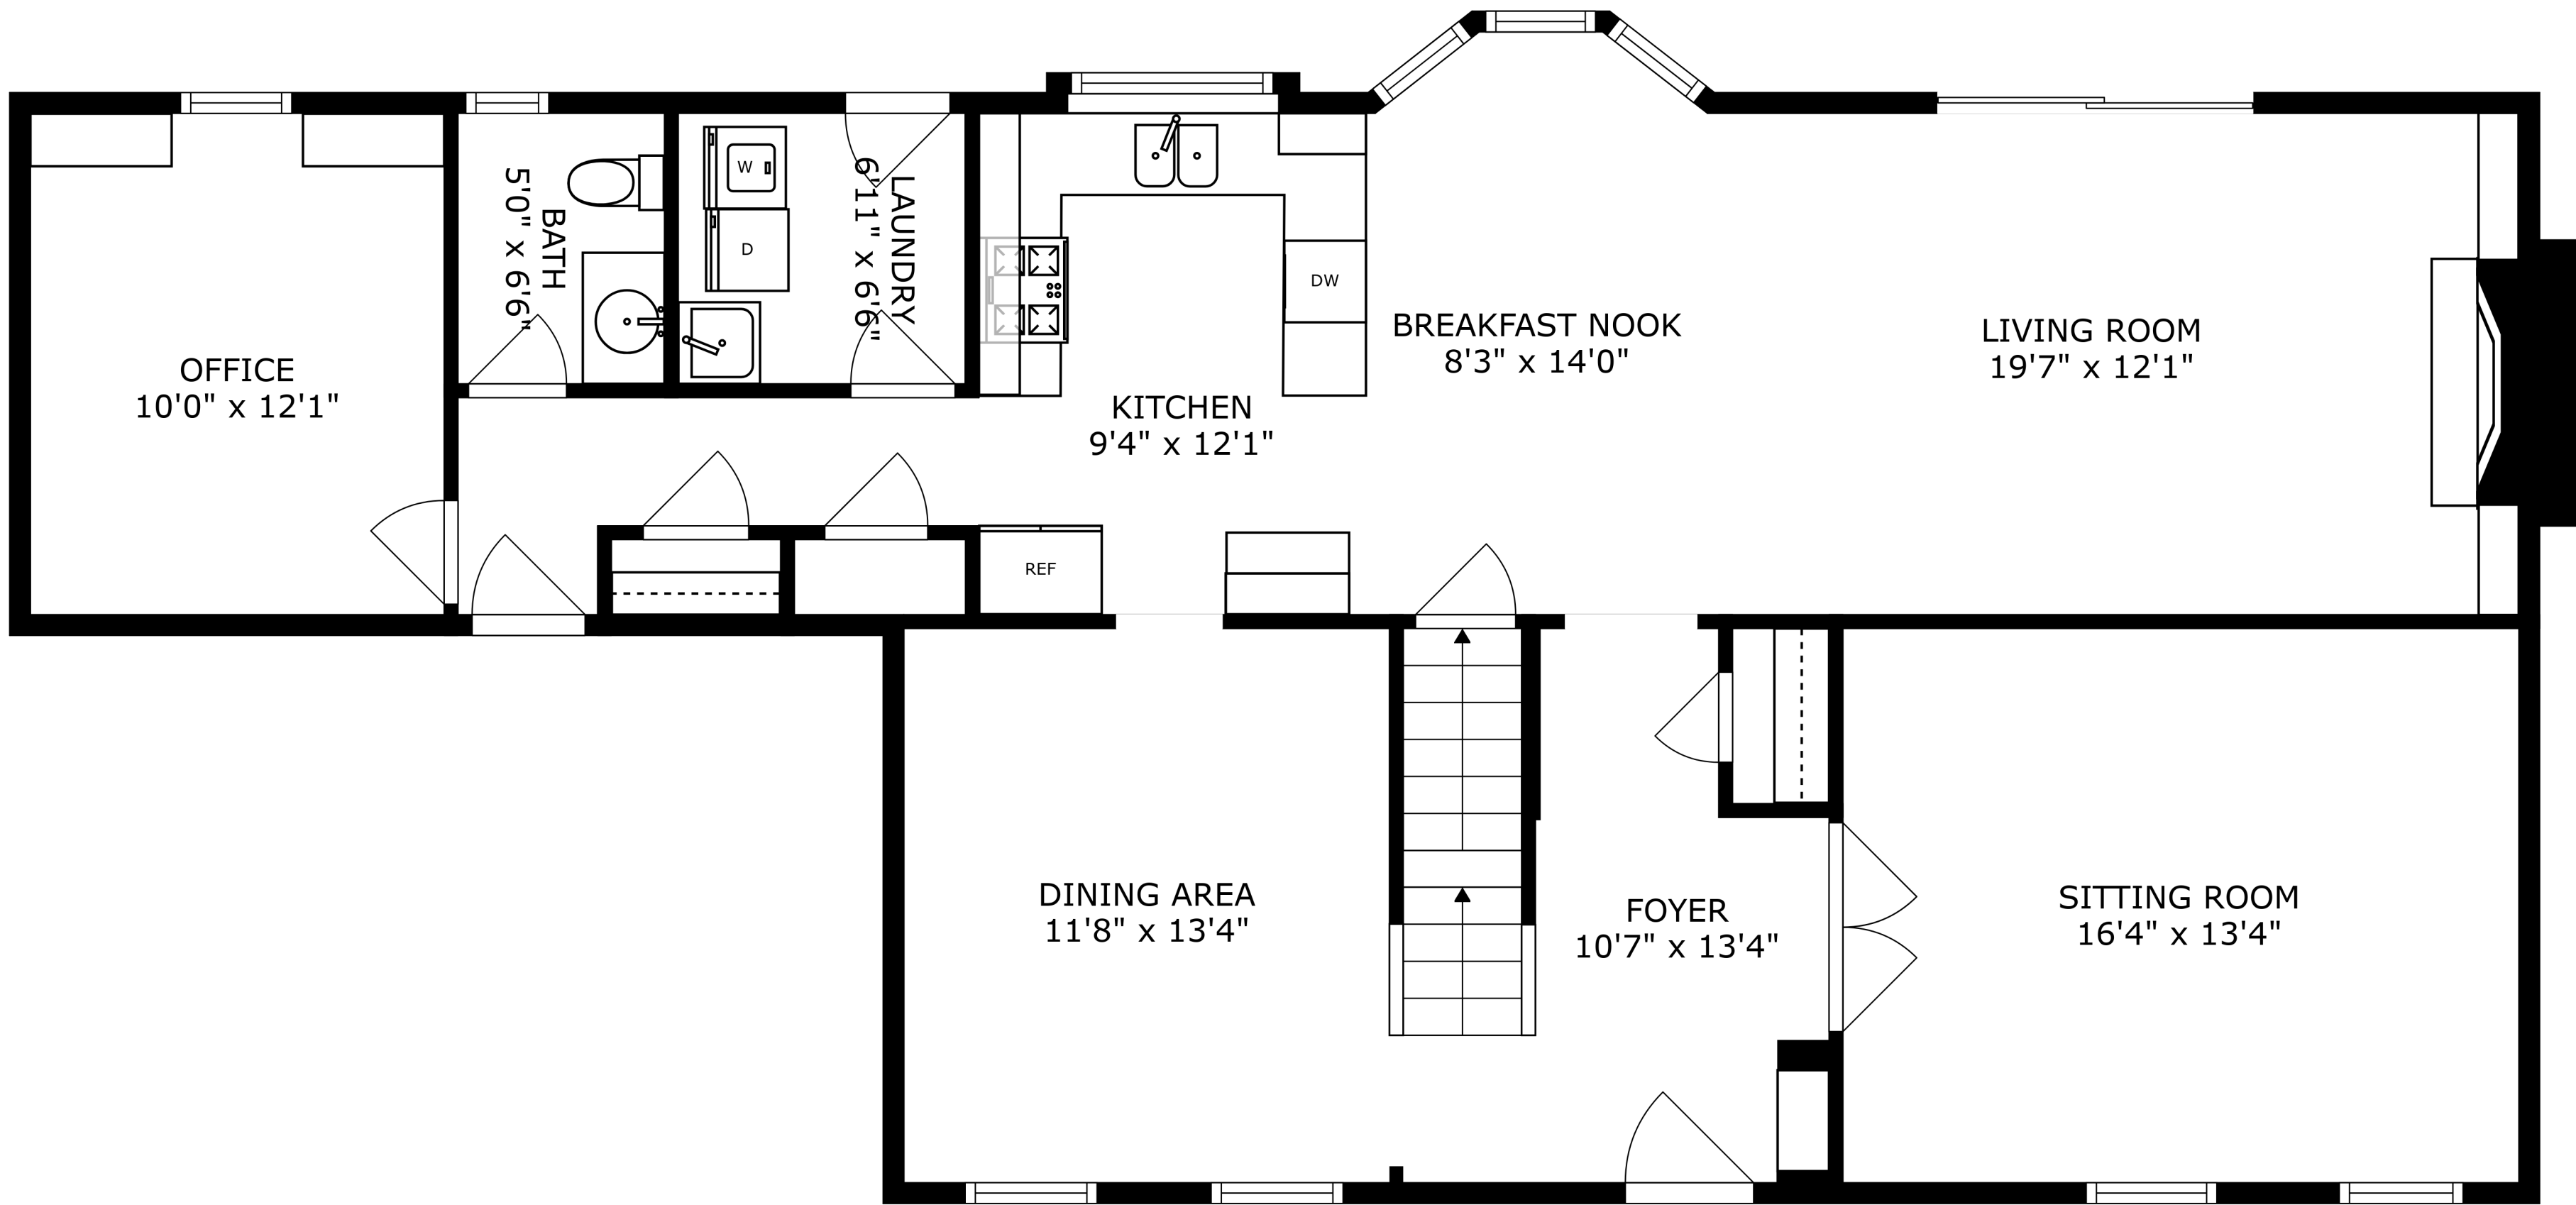 OFFICE
10'0" x 12'1"
BATH
5'0" x 6'6"
W
D
LAUNDRY
6'11" x 6'6"
KITCHEN
9'4" x 12'1"
DW
REF
BREAKFAST NOOK
8'3" x 14'0"
LIVING ROOM
19'7" x 12'1"
DINING AREA
11'8" x 13'4"
FOYER
10'7" x 13'4"
SITTING ROOM
16'4" x 13'4"